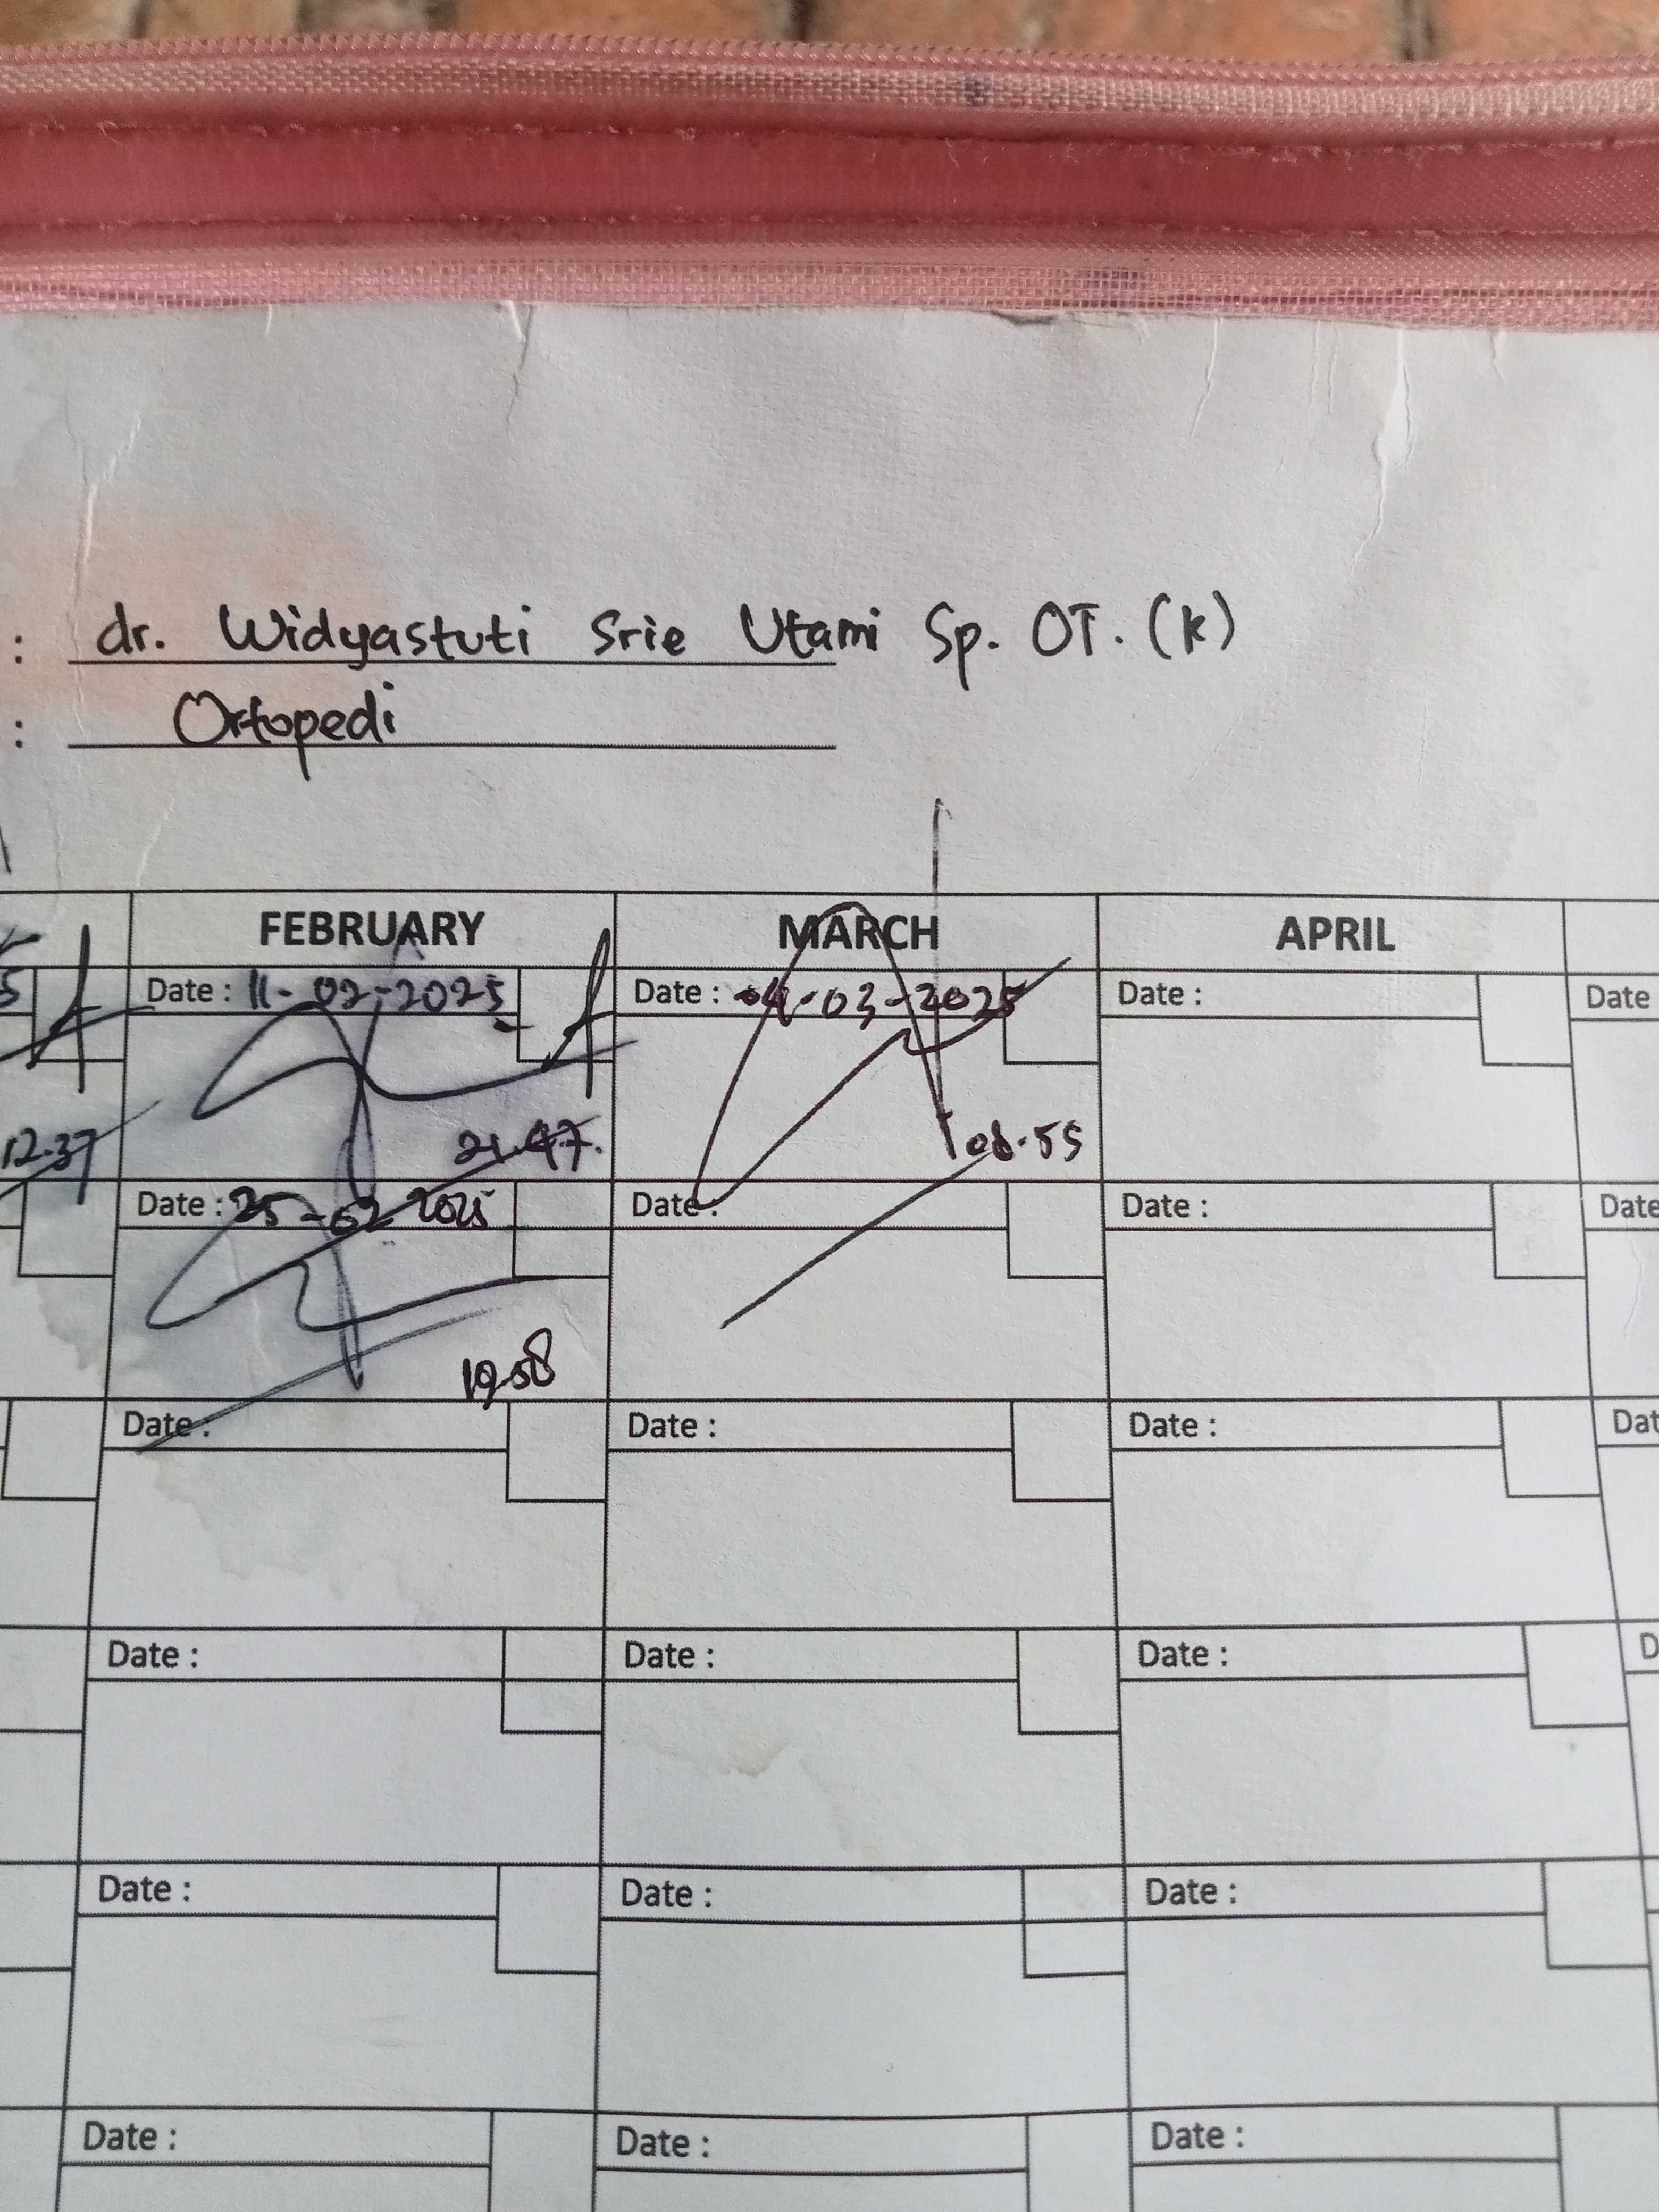 : dr. Widyastuti Srie Utami Sp. OT. (K)
: Ortopedi
FEBRUARY MARCH APRIL
5 Date : 11-02-2025 Date : 04-03-2025 Date : Date
12.37 21.47. 08.55
Date : 25-02 2025 Date : Date : Date
19.58
Date : Date : Date : Dat
Date : Date : Date : D
Date : Date : Date :
Date : Date : Date :